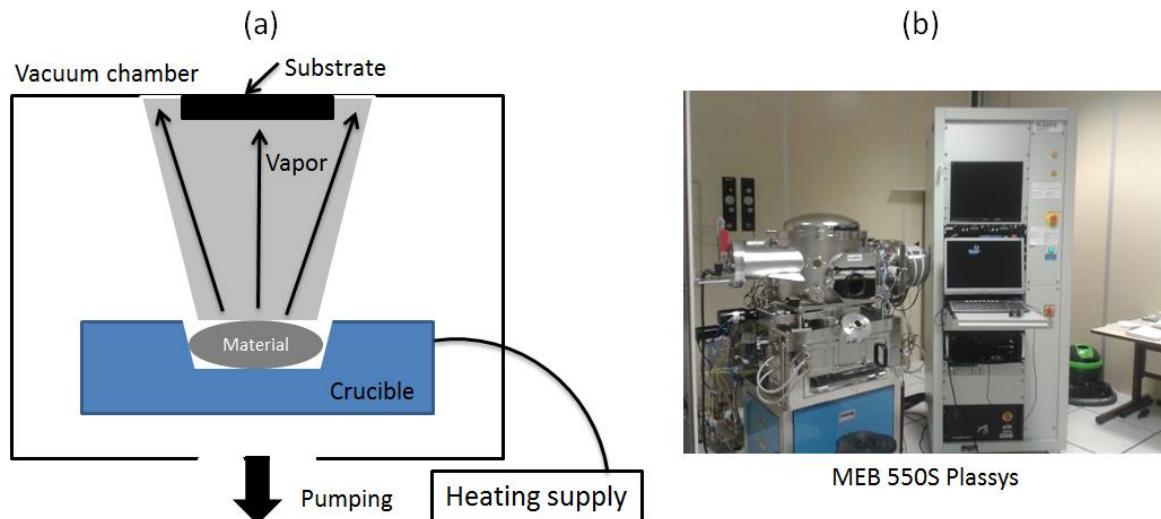 (a)
(b)
Vacuum chamber
Substrate
Vapor
Material
Crucible
Pumping
Heating supply
MEB 550S Plassys